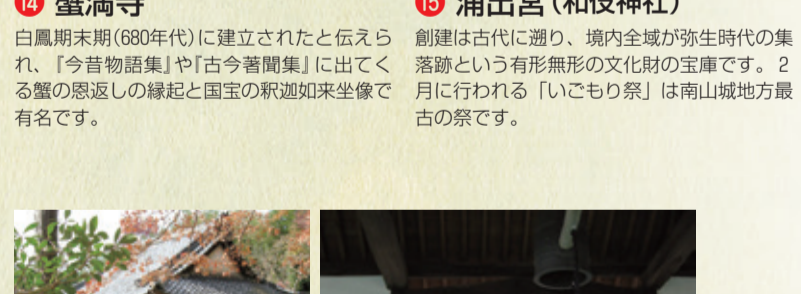 14 蟹満寺
白鳳期末期(680年代)に建立されたと伝えら
れ、『今昔物語集』や『古今著聞集』に出てく
る蟹の恩返しの縁起と国宝の釈迦如来坐像で
有名です。
15 涌出宮(和伎神社)
創建は古代に遡り、境内全域が弥生時代の集
落跡という有形無形の文化財の宝庫です。2
月に行われる「いごもり祭」は南山城地方最
古の祭です。